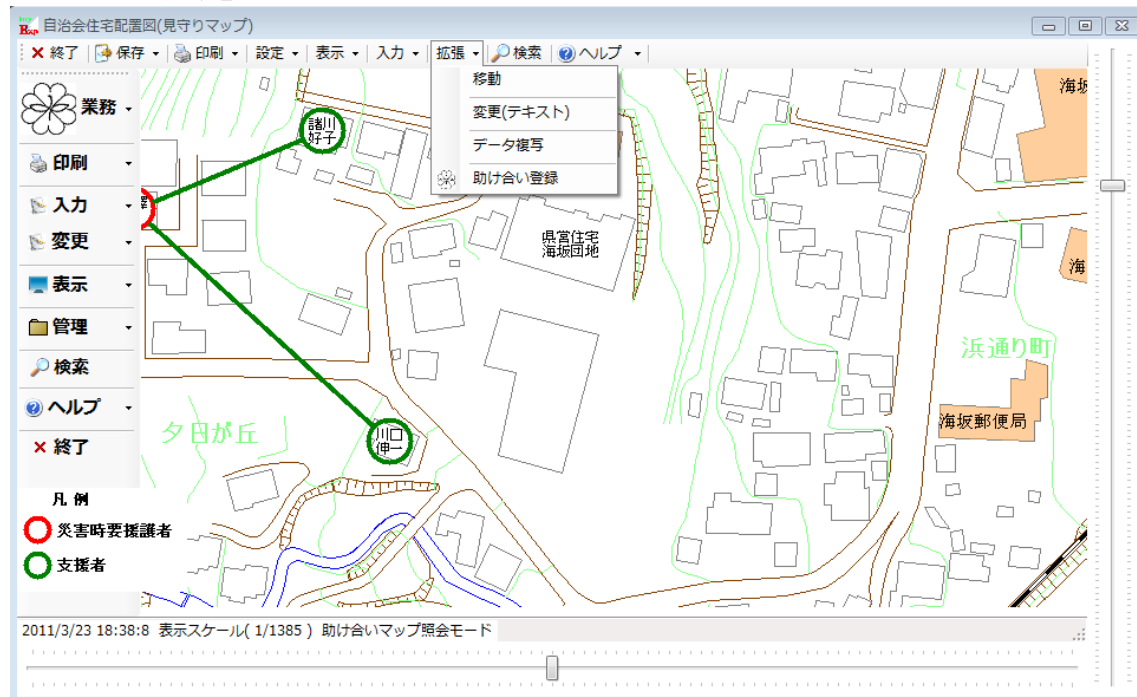 自治会住宅配置図(見守りマップ)
終了 保存 印刷 設定 表示 入力 拡張 検索 ヘルプ
移動
変更(テキスト)
データ複写
助け合い登録
業務
印刷
入力
変更
表示
管理
検索
ヘルプ
終了
凡例
災害時要援護者
支援者
諸川
好子
県営住宅
海坂団地
海坂
海
浜通り町
海坂郵便局
夕日が丘
川口
伸一
2011/3/23 18:38:8 表示スケール( 1/1385 ) 助け合いマップ照会モード